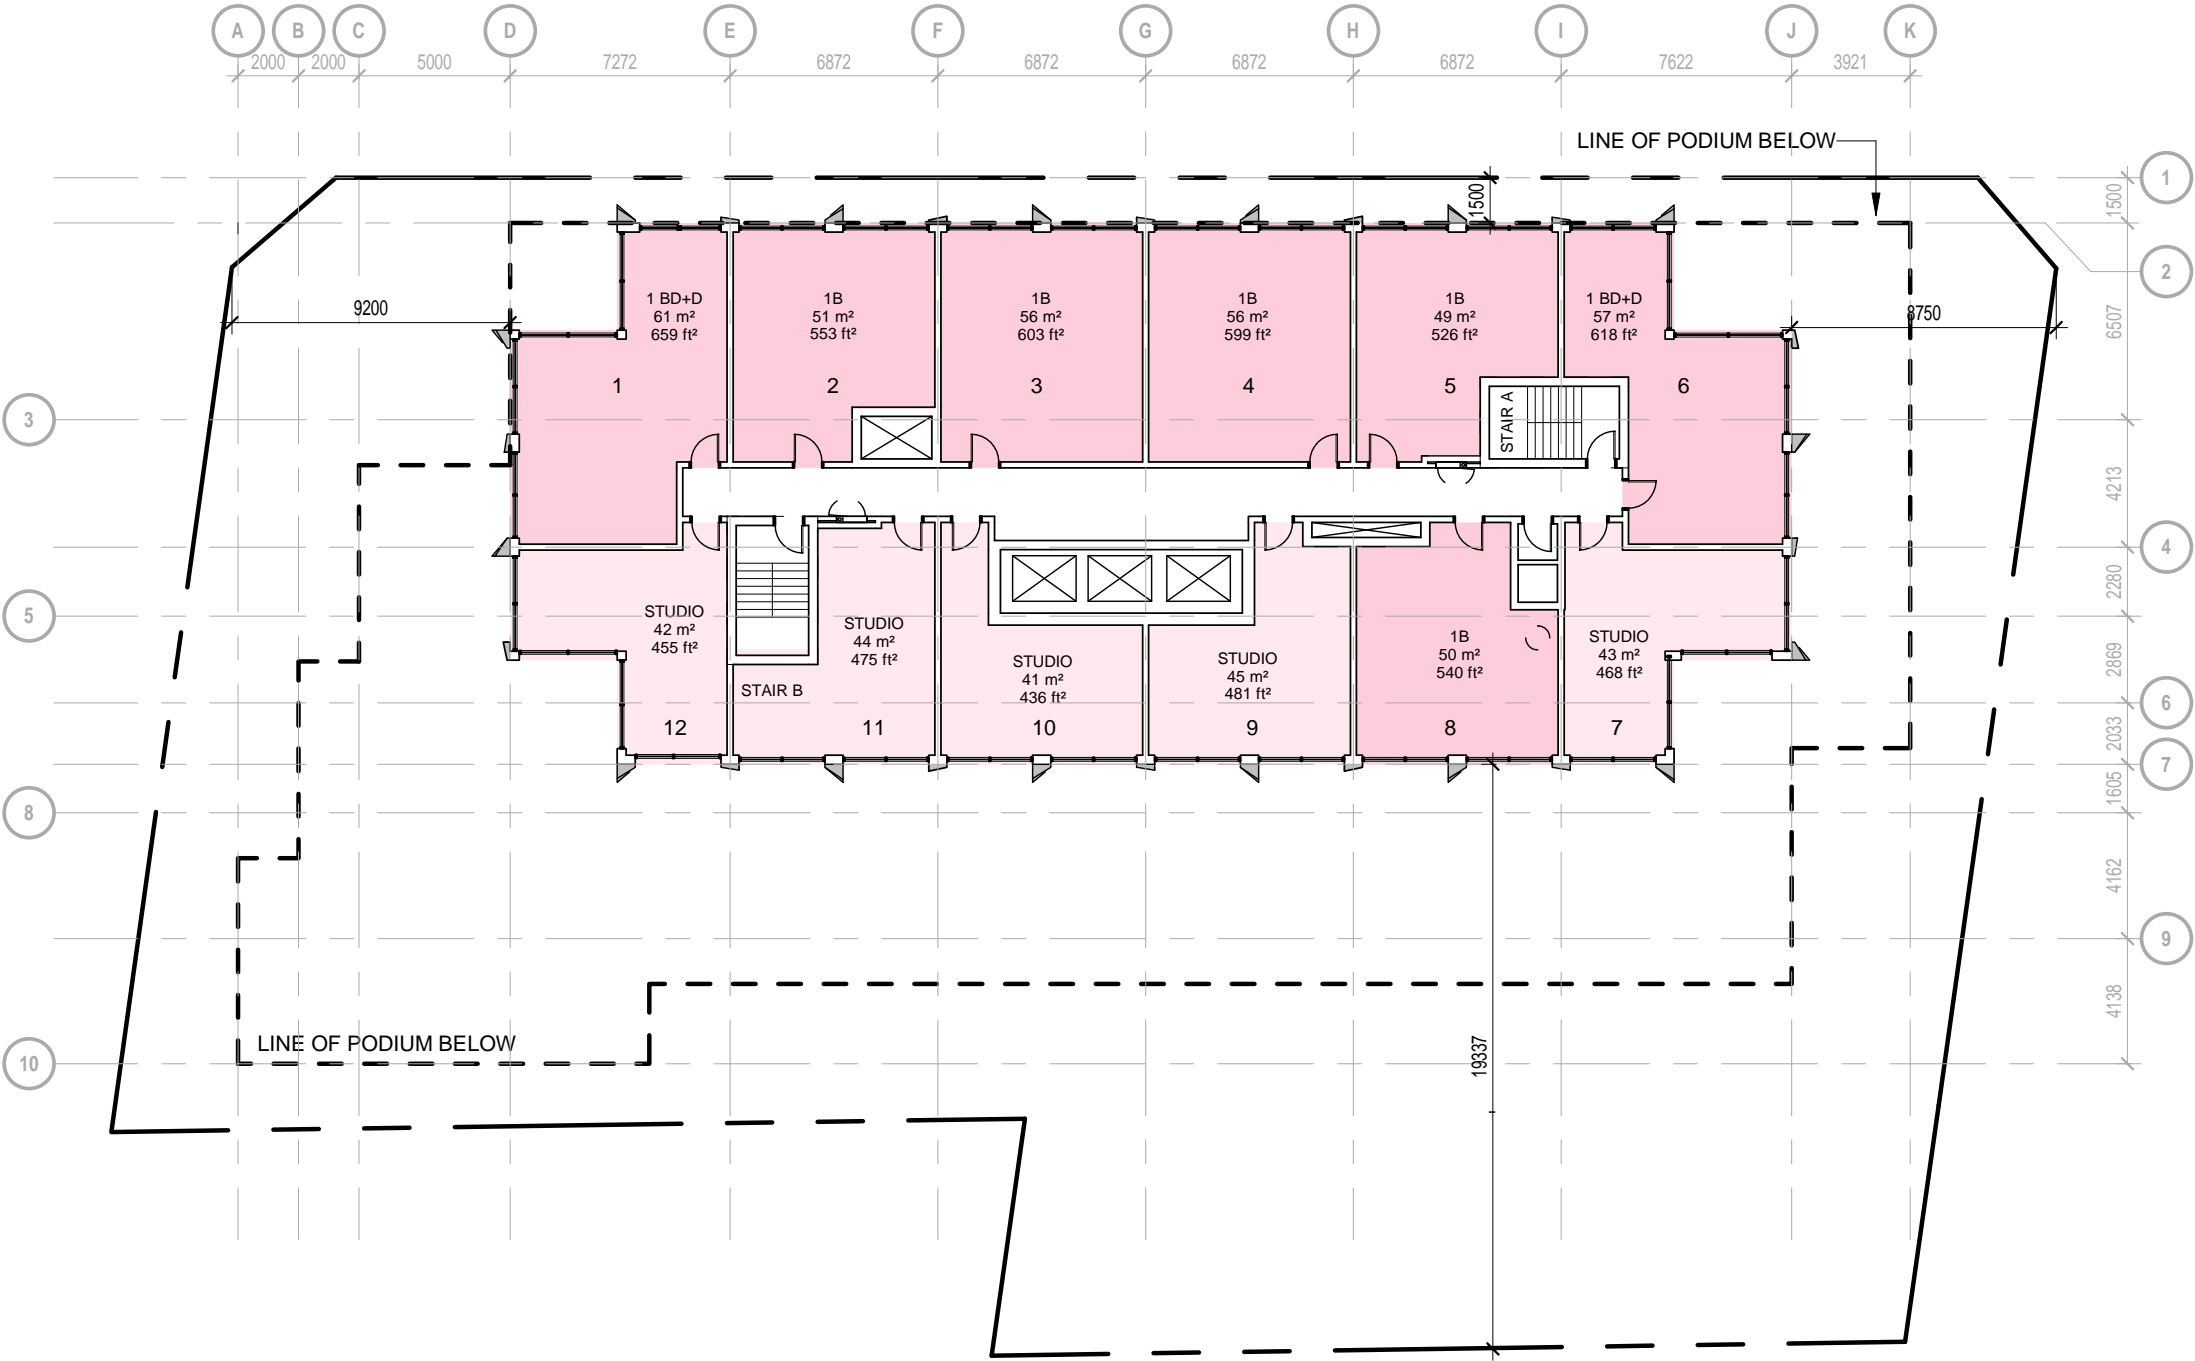 A B C D E F G H I J K
2000 2000 5000 7272 6872 6872 6872 6872 7622 3921
LINE OF PODIUM BELOW
1
1500
1500
2
9200
8750
6507
1 BD+D
61 m²
659 ft²
1
1B
51 m²
553 ft²
2
1B
56 m²
603 ft²
3
1B
56 m²
599 ft²
4
1B
49 m²
526 ft²
5
1 BD+D
57 m²
618 ft²
6
STAIR A
3
4213
4
2280
5
STUDIO
42 m²
455 ft²
12
STAIR B
STUDIO
44 m²
475 ft²
11
STUDIO
41 m²
436 ft²
10
STUDIO
45 m²
481 ft²
9
1B
50 m²
540 ft²
8
STUDIO
43 m²
468 ft²
7
2869
6
2033
7
1605
8
4162
9
4138
LINE OF PODIUM BELOW
19337
10